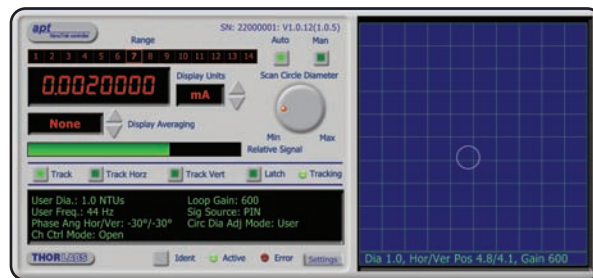 apt
NanoTrak controller
SN: 22000001: V1.0.12(1.0.5)
Range
Auto Man
1 2 3 4 5 6 7 8 9 10 11 12 13 14
0.0020000
Display Units
mA
Scan Circle Diameter
None
Display Averaging
Min Max
Relative Signal
Track Track Horz Track Vert Latch Tracking
User Dia.: 1.0 NTUs Loop Gain: 600
User Freq.: 44 Hz Sig Source: PIN
Phase Ang Hor/Ver: -30°/-30° Circ Dia Adj Mode: User
Ch Ctrl Mode: Open
THORLABS Ident Active Error Settings
Dia 1.0, Hor/Ver Pos 4.8/4.1, Gain 600